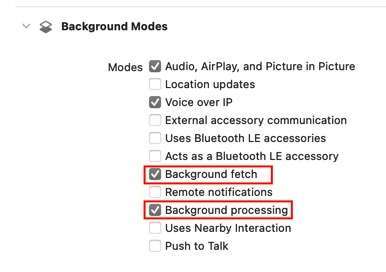 Background Modes
Modes Audio, AirPlay, and Picture in Picture
Location updates
Voice over IP
External accessory communication
Uses Bluetooth LE accessories
Acts as a Bluetooth LE accessory
Background fetch
Remote notifications
Background processing
Uses Nearby Interaction
Push to Talk